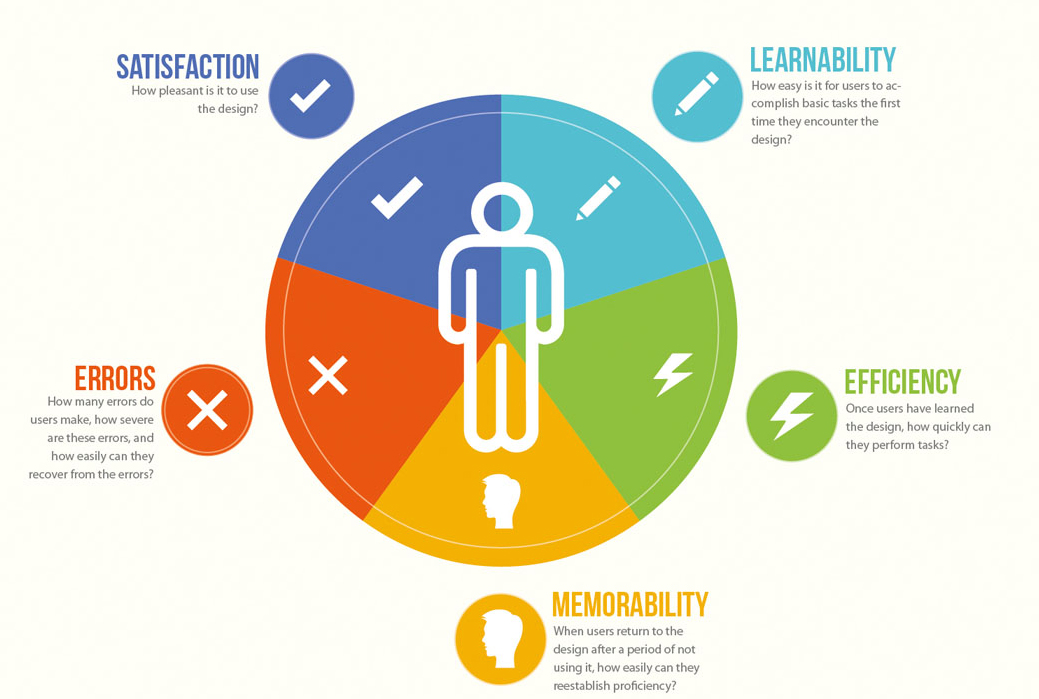 SATISFACTION
How pleasant is it to use
the design?
LEARNABILITY
How easy is it for users to ac-
complish basic tasks the first
time they encounter the
design?
ERRORS
How many errors do
users make, how severe
are these errors, and
how easily can they
recover from the errors?
EFFICIENCY
Once users have learned
the design, how quickly can
they perform tasks?
MEMORABILITY
When users return to the
design after a period of not
using it, how easily can they
reestablish proficiency?